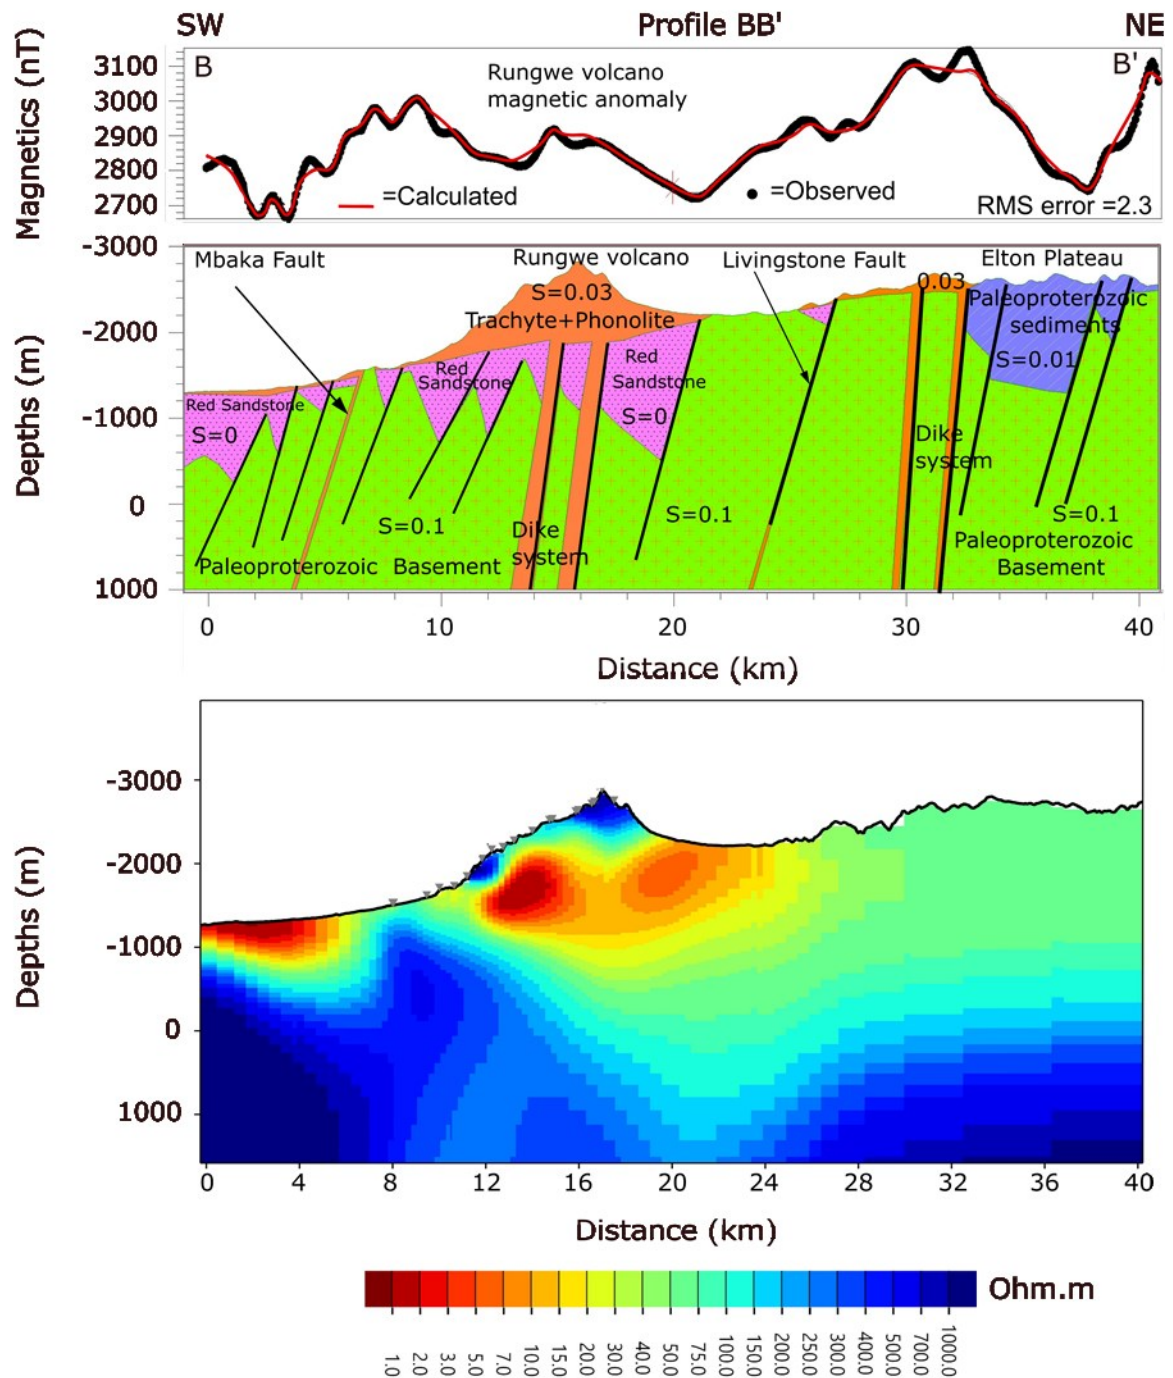 SW Profile BB' NE
Magnetics (nT)
3100
3000
2900
2800
2700
B
Rungwe volcano
magnetic anomaly
B'
=Calculated
=Observed
RMS error =2.3
Depths (m)
-3000
-2000
-1000
0
1000
Mbaka Fault
Rungwe volcano
Livingstone Fault
Elton Plateau
S=0.03
0.03
Trachyte+Phonolite
Paleoproterozoic
sediments
S=0.01
Red Sandstone
S=0
Red
Sandstone
Red
Sandstone
S=0
Dike
system
S=0.1
S=0.1
S=0.1
Dike
system
Paleoproterozoic Basement
Paleoproterozoic
Basement
0 10 20 30 40
Distance (km)
Depths (m)
-3000
-2000
-1000
0
1000
0 4 8 12 16 20 24 28 32 36 40
Distance (km)
Ohm.m
1.0 2.0 3.0 5.0 7.0 10.0 15.0 20.0 30.0 40.0 50.0 75.0 100.0 150.0 200.0 250.0 300.0 400.0 500.0 700.0 1000.0